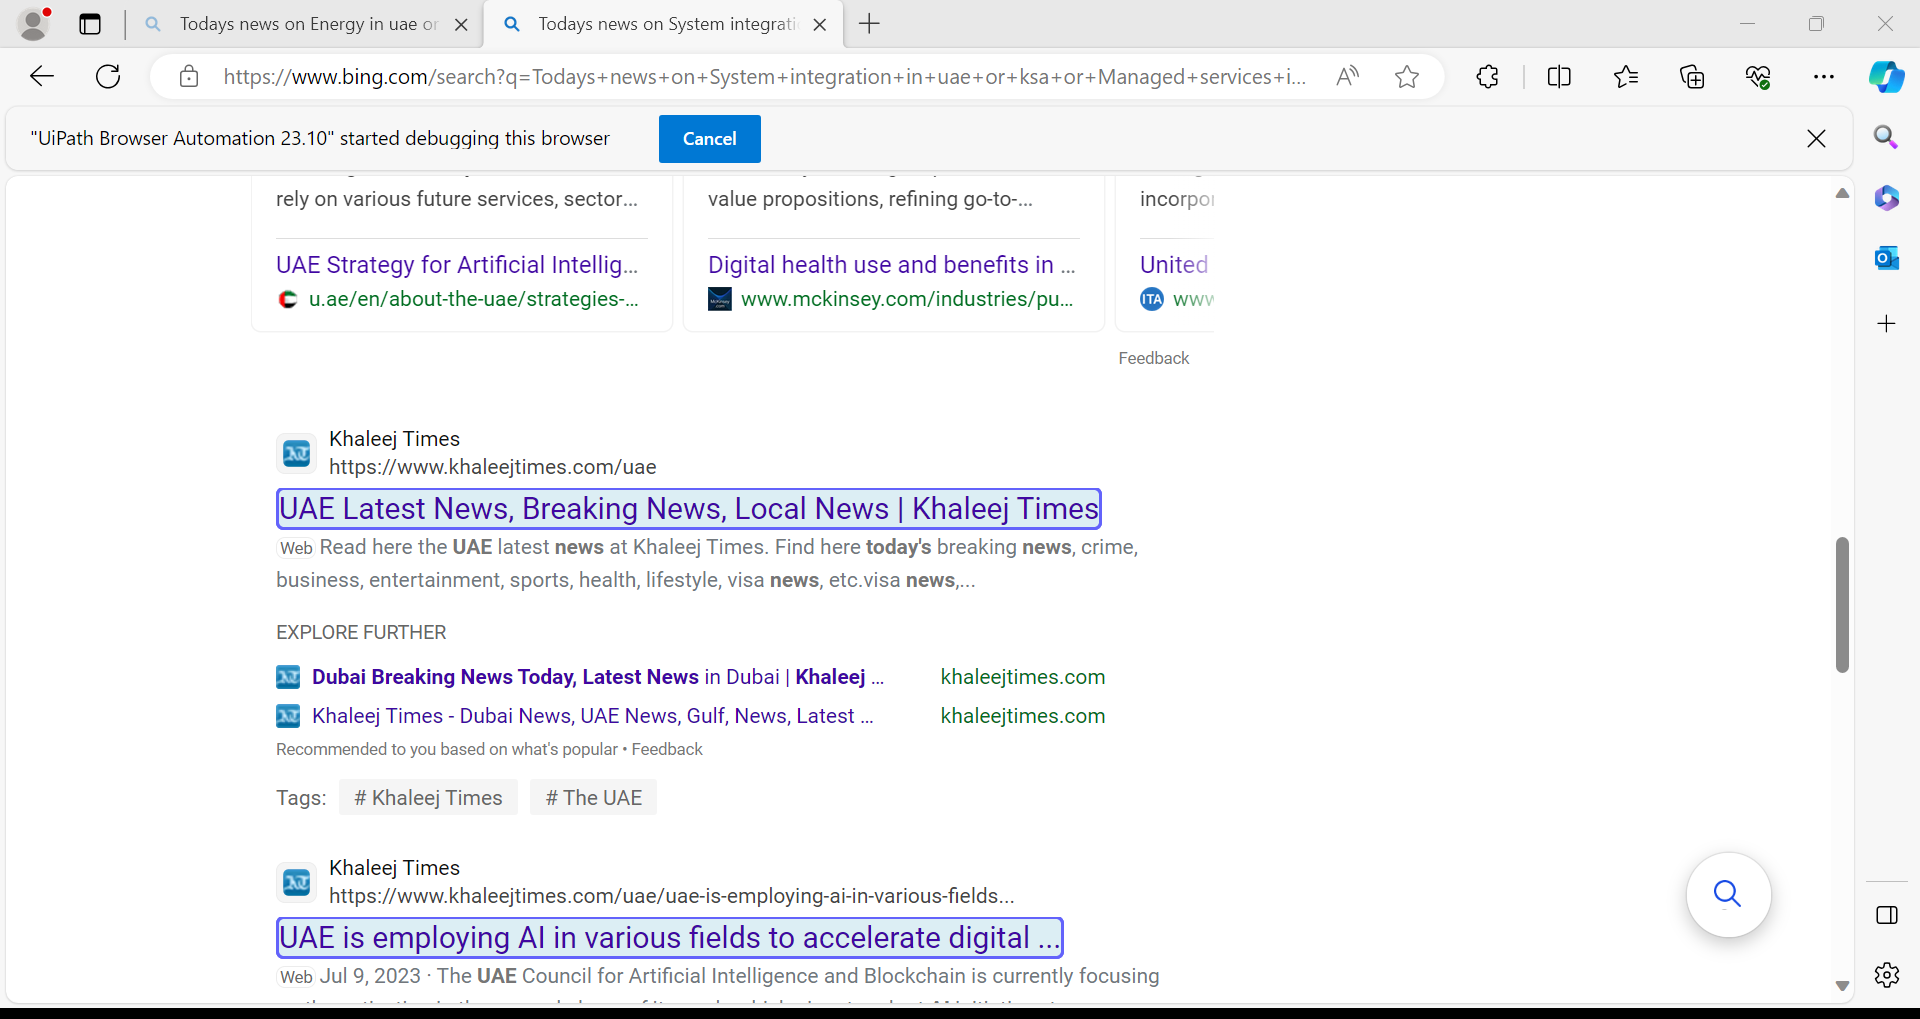 Todays news on Energy in uae or
Todays news on System integrati
https://www.bing.com/search?q=Todays+news+on+System+integration+in+uae+or+ksa+or+Managed+services+i...
"UiPath Browser Automation 23.10" started debugging this browser
Cancel
rely on various future services, sector...
value propositions, refining go-to-...
incorpor
UAE Strategy for Artificial Intellig...
Digital health use and benefits in ...
United
u.ae/en/about-the-uae/strategies-...
www.mckinsey.com/industries/pu...
ITA www
Feedback
Khaleej Times
https://www.khaleejtimes.com/uae
UAE Latest News, Breaking News, Local News | Khaleej Times
Web Read here the UAE latest news at Khaleej Times. Find here today's breaking news, crime,
business, entertainment, sports, health, lifestyle, visa news, etc.visa news,...
EXPLORE FURTHER
Dubai Breaking News Today, Latest News in Dubai | Khaleej ... khaleejtimes.com
Khaleej Times - Dubai News, UAE News, Gulf, News, Latest ... khaleejtimes.com
Recommended to you based on what's popular • Feedback
Tags: # Khaleej Times # The UAE
Khaleej Times
https://www.khaleejtimes.com/uae/uae-is-employing-ai-in-various-fields...
UAE is employing AI in various fields to accelerate digital ...
Web Jul 9, 2023 · The UAE Council for Artificial Intelligence and Blockchain is currently focusing